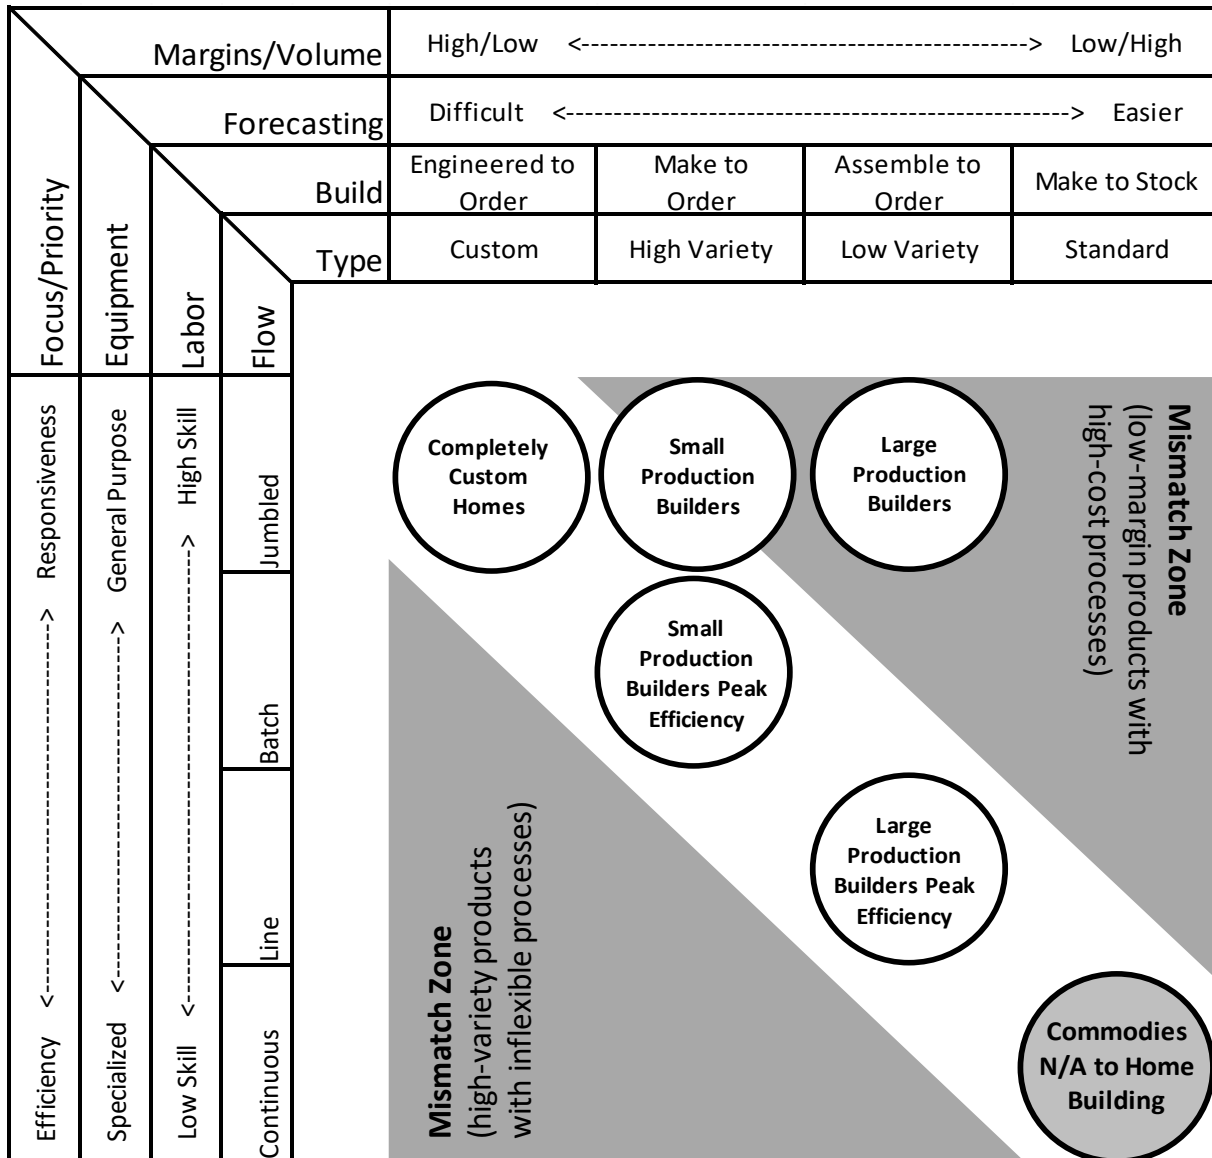 Margins/Volume
High/Low <-----------------------------------------> Low/High
Forecasting
Difficult <----------------------------------------------> Easier
Build
Engineered to
Order
Make to
Order
Assemble to
Order
Make to Stock
Type
Custom
High Variety
Low Variety
Standard
Focus/Priority
Equipment
Labor
Flow
Efficiency <-----------------------------------> Responsiveness
Specialized <--------------------------------> General Purpose
Low Skill <-------------------------------------------> High Skill
Jumbled
Batch
Line
Continuous
Completely
Custom
Homes
Small
Production
Builders
Large
Production
Builders
Mismatch Zone
(low-margin products with
high-cost processes)
Small
Production
Builders Peak
Efficiency
Large
Production
Builders Peak
Efficiency
Mismatch Zone
(high-variety products
with inflexible processes)
Commodies
N/A to Home
Building